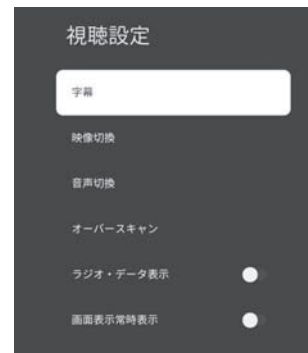 視聴設定
字幕
映像切換
音声切換
オーバースキャン
ラジオ・データ表示
画面表示常時表示